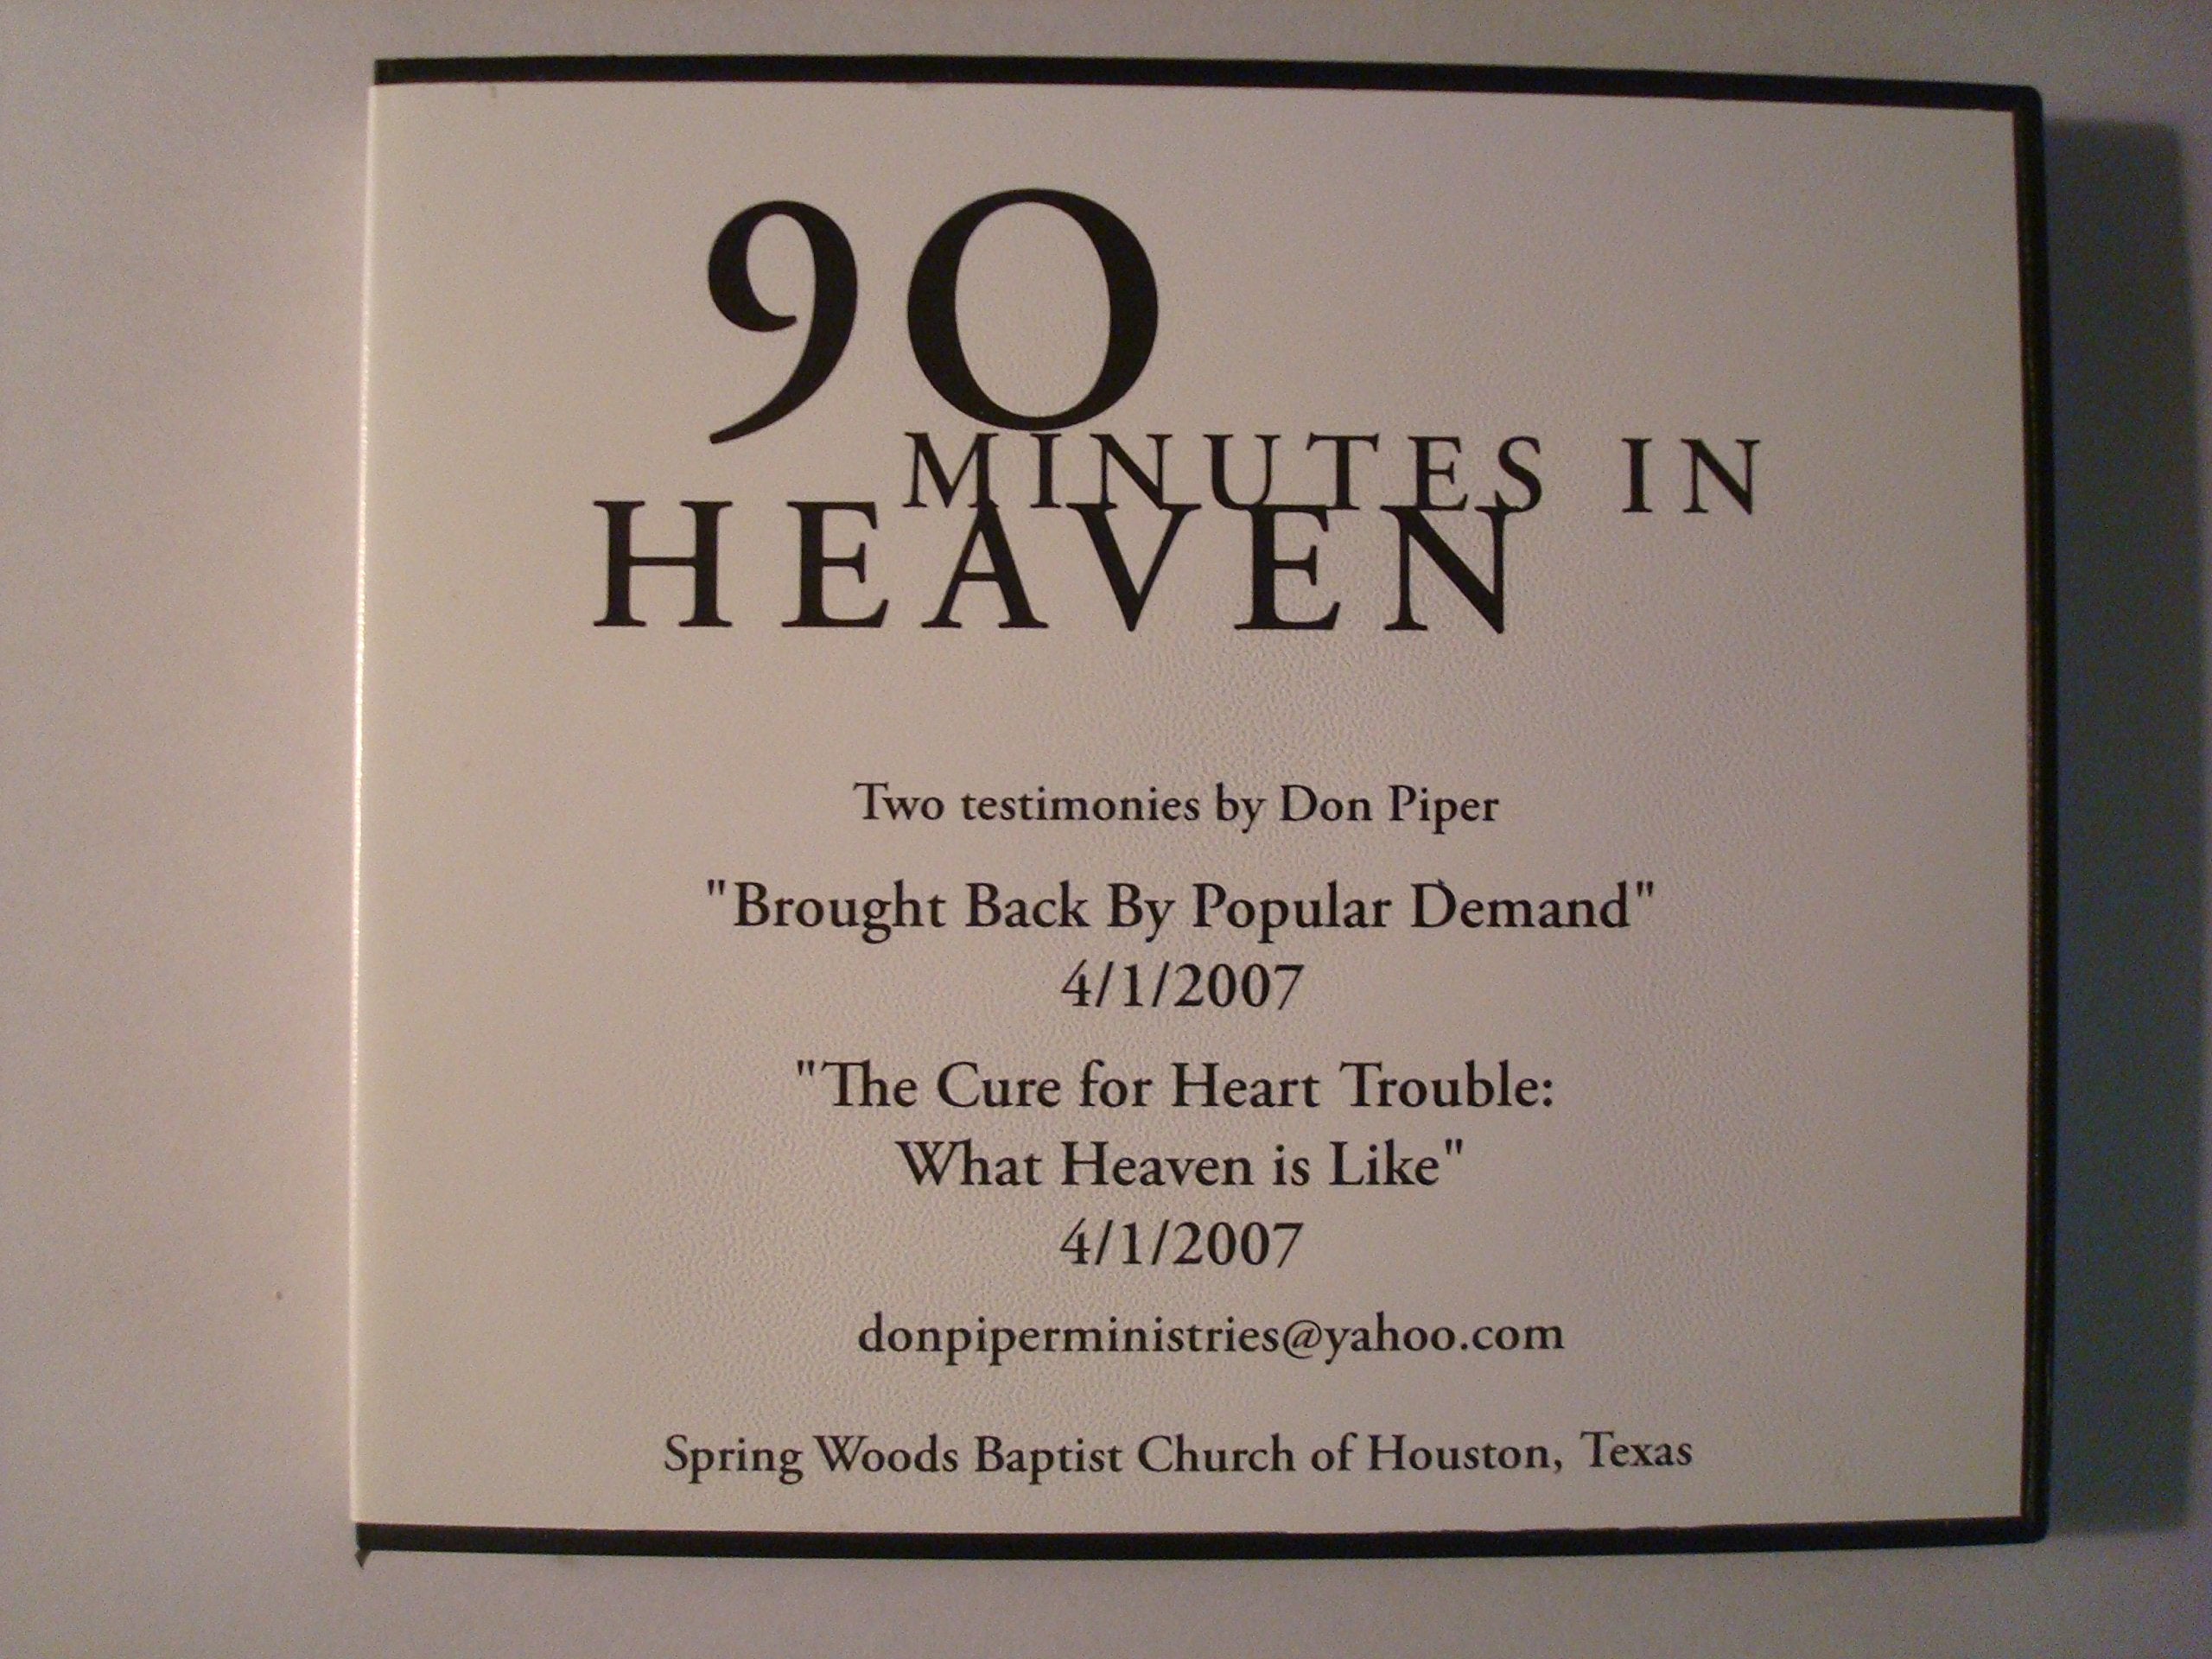 90
MINUTES IN
HEAVEN
Two testimonies by Don Piper
"Brought Back By Popular Demand"
4/1/2007
"The Cure for Heart Trouble:
What Heaven is Like"
4/1/2007
donpiperministries@yahoo.com
Spring Woods Baptist Church of Houston, Texas